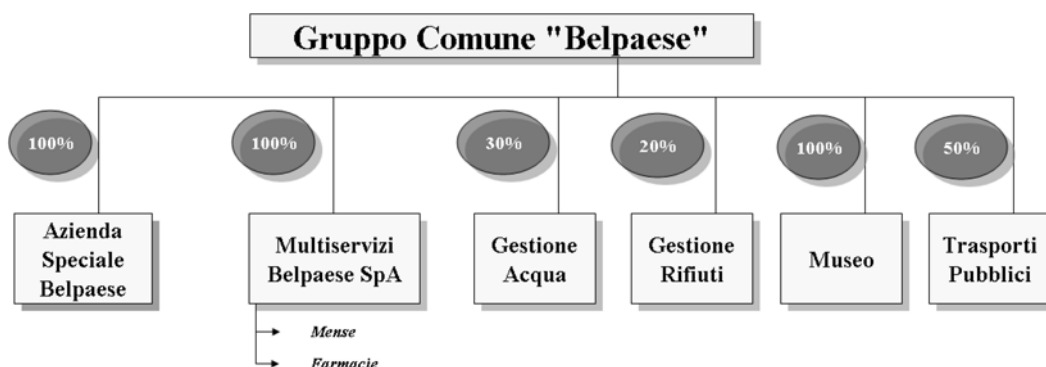 Gruppo Comune "Belpaese"
100%
100%
30%
20%
100%
50%
Azienda
Speciale
Belpaese
Multiservizi
Belpaese SpA
Gestione
Acqua
Gestione
Rifiuti
Museo
Trasporti
Pubblici
Mense
Farmacie